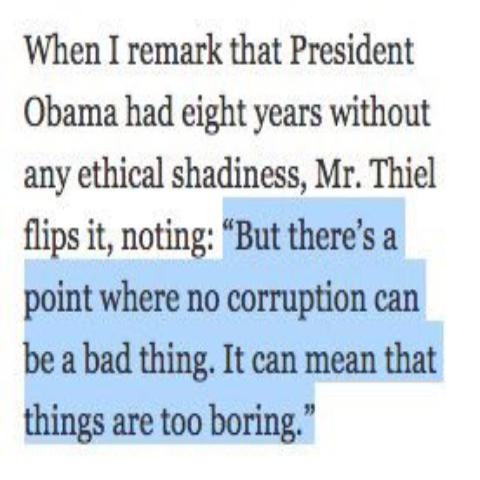 When I remark that President
Obama had eight years without
any ethical shadiness, Mr. Thiel
flips it, noting: “But there’s a
point where no corruption can
be a bad thing. It can mean that
things are too boring.”